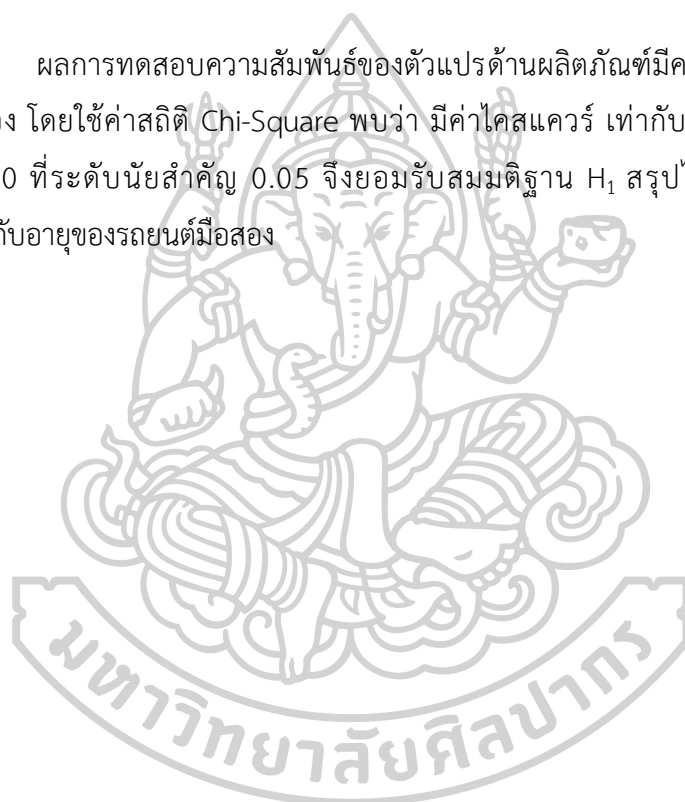 ผลการทดสอบความสัมพันธ์ของตัวแปรด้านผลิตภัณฑ์มีค
ง โดยใช้ค่าสถิติ Chi-Square พบว่า มีค่าไคสแควร์ เท่ากับ
0 ที่ระดับนัยสำคัญ 0.05 จึงยอมรับสมมติฐาน H₁ สรุปไ
กับอายุของรถยนต์มือสอง
มหาวิทยาลัยศิลปากร